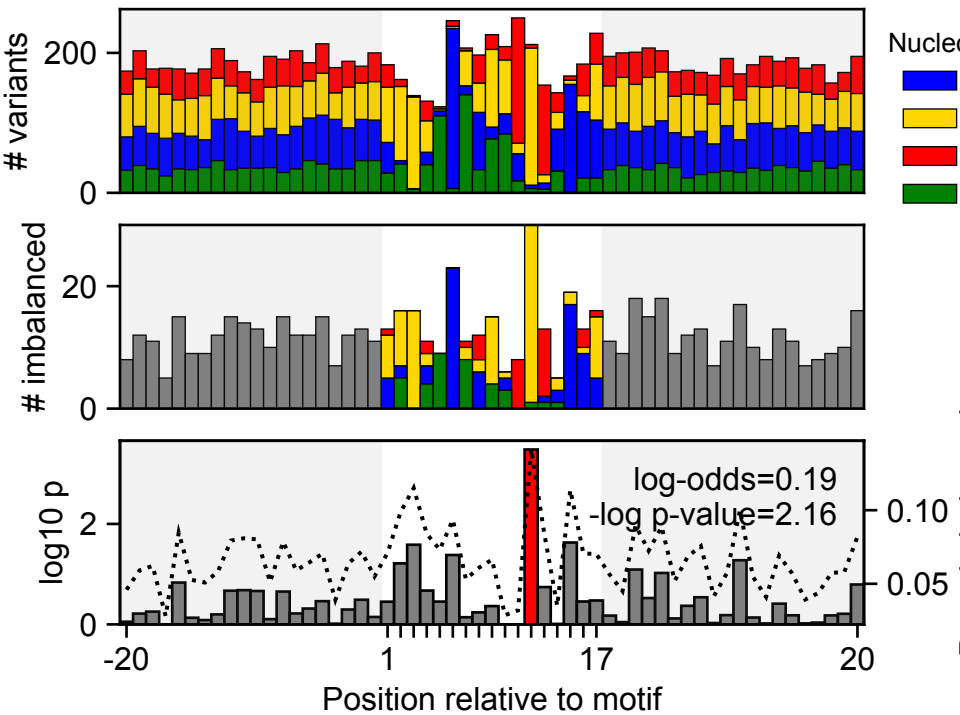 # variants
200
0
Nucleo
# imbalanced
20
0
log10 p
2
0
log-odds=0.19
-log p-value=2.16
0.10
0.05
-20
1
17
20
Position relative to motif